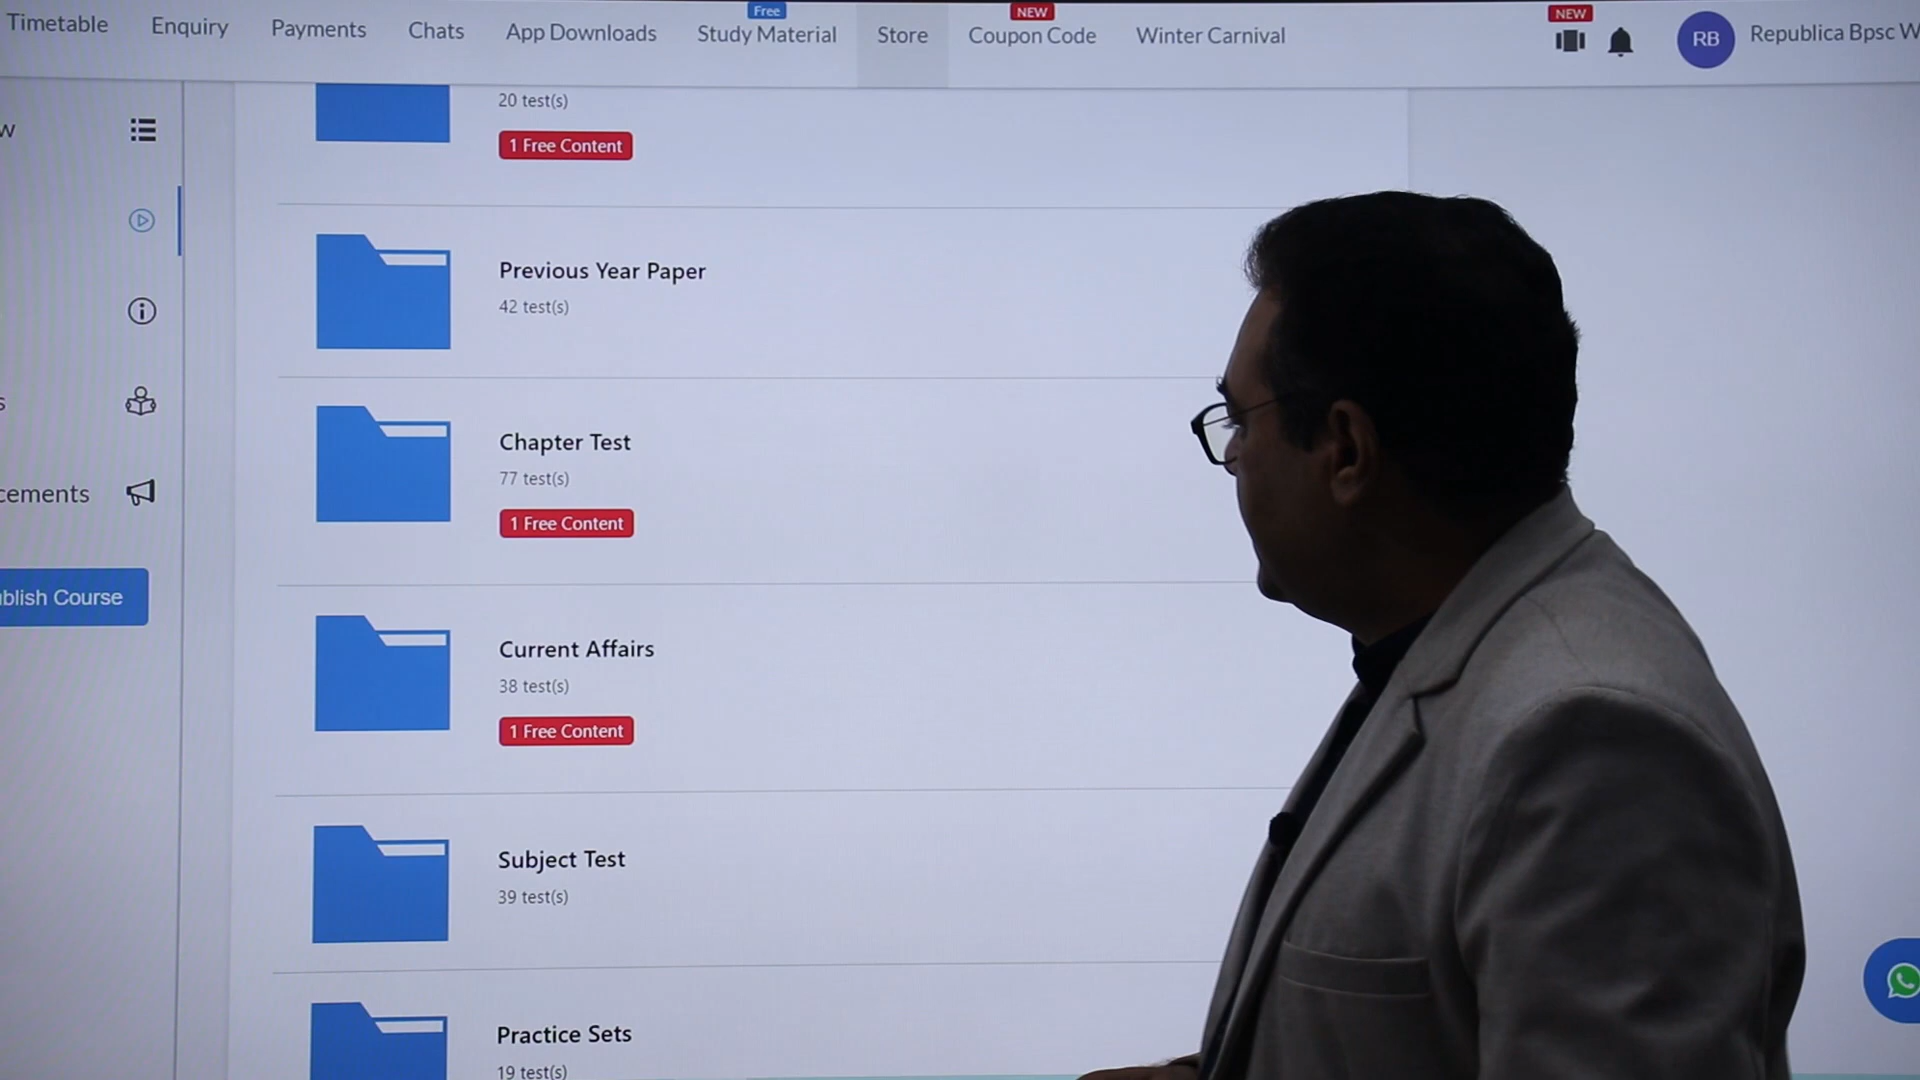 Timetable
Enquiry
Payments
Chats
App Downloads
Free
Study Material
Store
NEW
Coupon Code
Winter Carnival
NEW
RB
Republica Bpsc W
w
s
cements
blish Course
20 test(s)
1 Free Content
Previous Year Paper
42 test(s)
Chapter Test
77 test(s)
1 Free Content
Current Affairs
38 test(s)
1 Free Content
Subject Test
39 test(s)
Practice Sets
19 test(s)